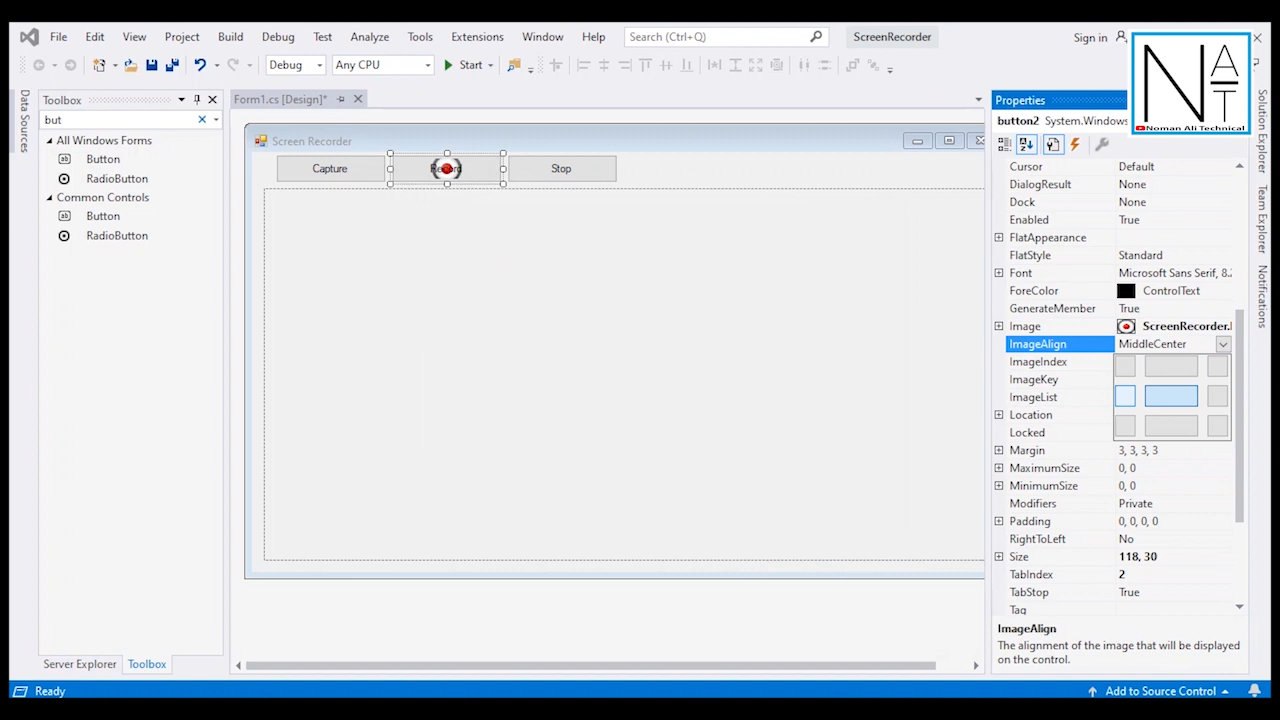 File Edit View Project Build Debug Test Tools Analyze Extensions Window Help Search (Ctrl+Q) ScreenRecorder Sign in
Debug Any CPU Start
N A T
Noman Ali Technical
Data Sources
Toolbox
but
All Windows Forms
Button
RadioButton
Common Controls
Button
RadioButton
Server Explorer Toolbox
Form1.cs [Design]*
Screen Recorder
Capture Record Stop
Properties
button2 System.Windows
Cursor Default
DialogResult None
Dock None
Enabled True
FlatAppearance
FlatStyle Standard
Font Microsoft Sans Serif, 8.
ForeColor ControlText
GenerateMember True
Image ScreenRecorder.
ImageAlign MiddleCenter
ImageIndex
ImageKey
ImageList
Location
Locked
Margin 3, 3, 3, 3
MaximumSize 0, 0
MinimumSize 0, 0
Modifiers Private
Padding 0, 0, 0, 0
RightToLeft No
Size 118, 30
TabIndex 2
TabStop True
Tag
ImageAlign
The alignment of the image that will be displayed
on the control.
Solution Explorer
Team Explorer
Notifications
Ready Add to Source Control